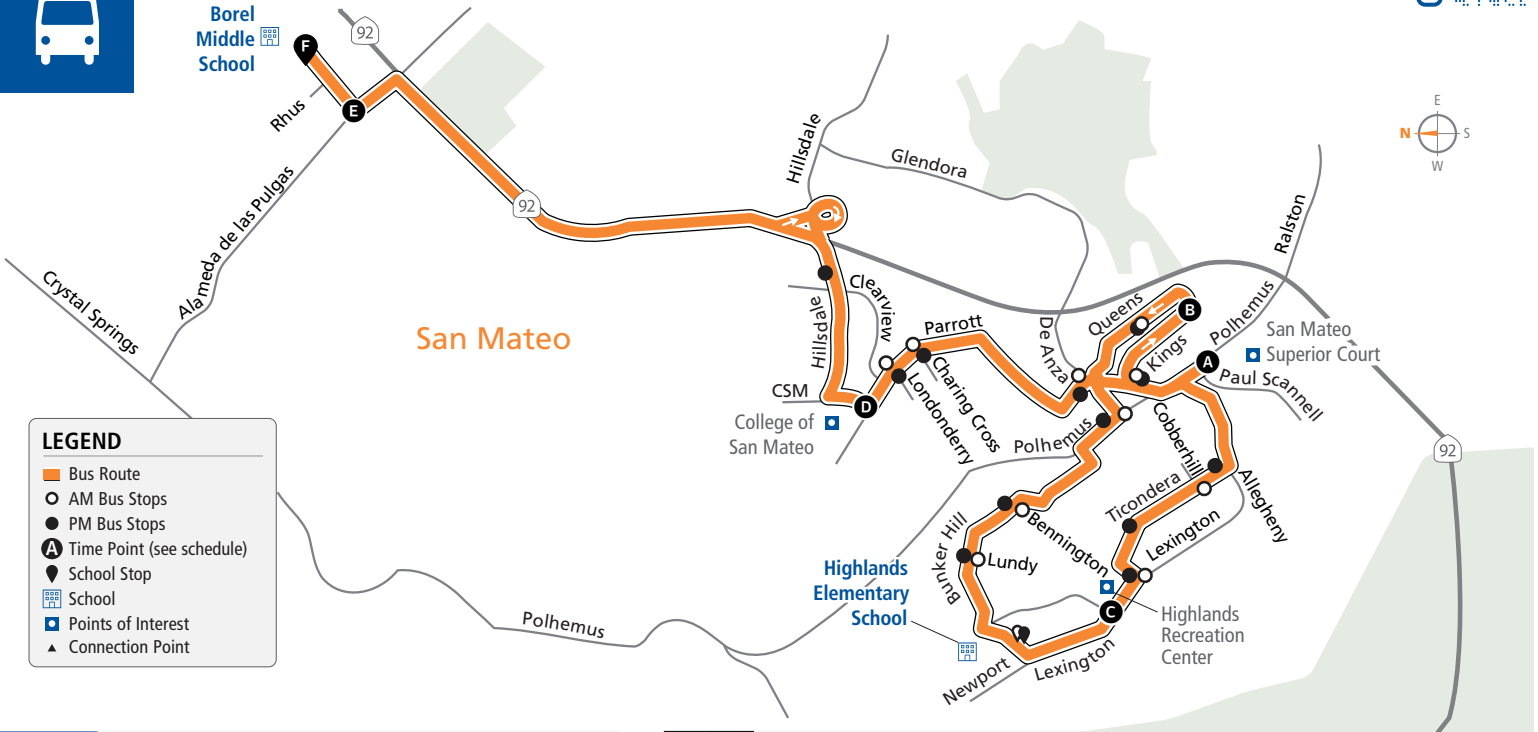 Borel
Middle
School
F
92
E
Rhus
Alameda de las Pulgas
Crystal Springs
92
San Mateo
Hillsdale
Glendora
E
N
S
W
Ralston
Clearview
Hillsdale
Parrott
De Anza
Queens
B
Kings
Polhemus
A
San Mateo
Superior Court
Paul Scannell
CSM
D
College of
San Mateo
Charing Cross
Londonderry
Polhemus
Cobberhill
92
Ticondera
Allegheny
Lexington
Bennington
Bunker Hill
Lundy
Highlands
Elementary
School
C
Highlands
Recreation
Center
Newport
Lexington
Polhemus
LEGEND
Bus Route
AM Bus Stops
PM Bus Stops
A Time Point (see schedule)
School Stop
School
Points of Interest
Connection Point